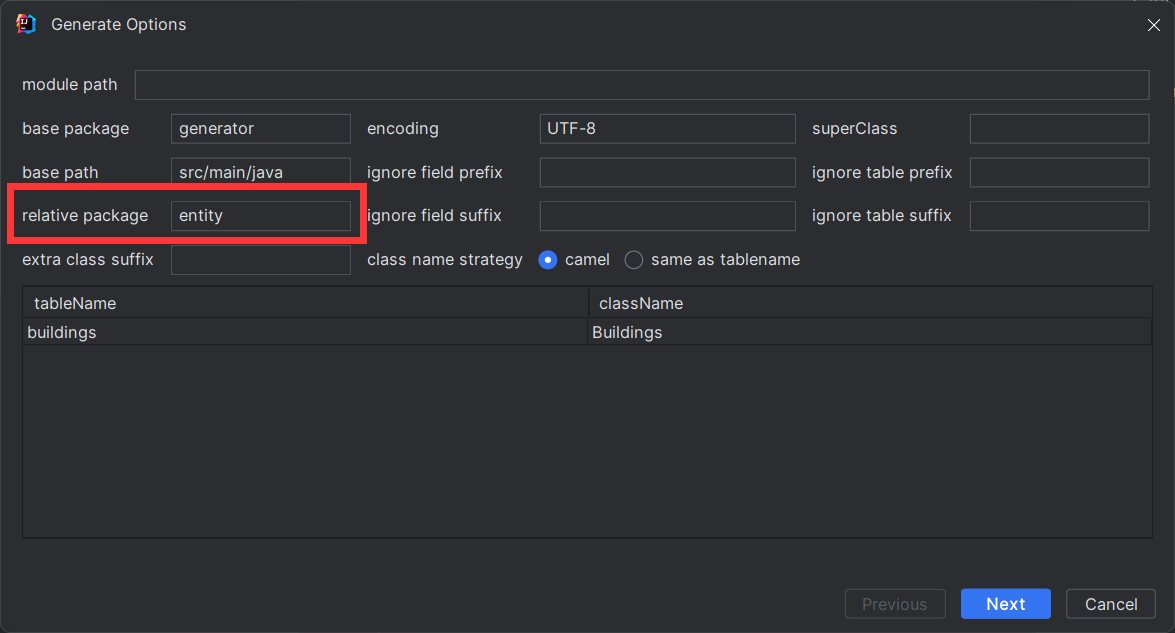 Generate Options
module path
base package generator encoding UTF-8 superClass
base path src/main/java ignore field prefix ignore table prefix
relative package entity ignore field suffix ignore table suffix
extra class suffix class name strategy camel same as tablename
tableName className
buildings Buildings
Previous Next Cancel